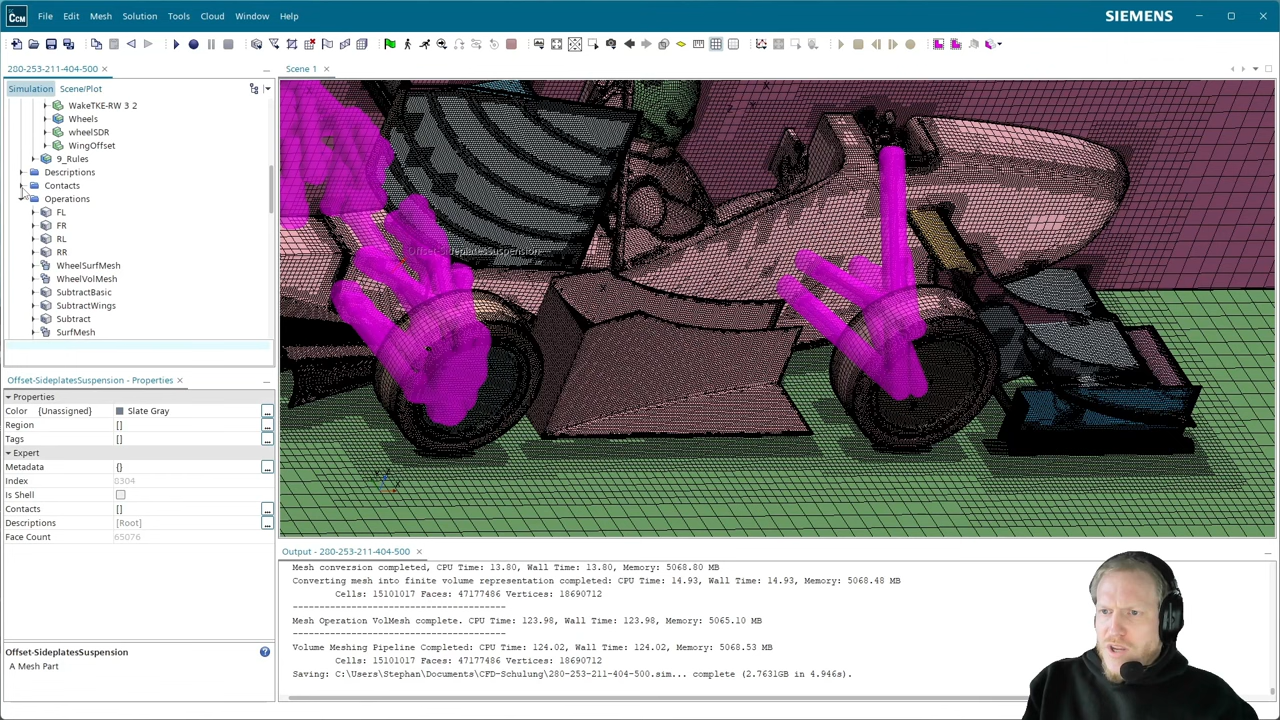 CCM File Edit Mesh Solution Tools Cloud Window Help SIEMENS
280-253-211-404-500
Scene 1
Simulation Scene/Plot
WakeTKE-RW 3 2
Wheels
wheelSDR
WingOffset
9_Rules
Descriptions
Contacts
Operations
FL
FR
RL
RR
WheelSurfMesh
WheelVolMesh
SubtractBasic
SubtractWings
Subtract
SurfMesh
Offset-SideplatesSuspension
Offset-SideplatesSuspension - Properties
Properties
Color {Unassigned} Slate Gray
Region []
Tags []
Expert
Metadata {}
Index
Is Shell
Contacts []
Descriptions [Root]
Face Count 65076
Offset-SideplatesSuspension
A Mesh Part
Output - 280-253-211-404-500
Mesh conversion completed, CPU Time: 13.80, Wall Time: 13.80, Memory: 5068.80 MB
Converting mesh into finite volume representation completed: CPU Time: 14.93, Wall Time: 14.93, Memory: 5068.48 MB
Cells: 15101017 Faces: 47177486 Vertices: 18690712
----------------------------------------
Mesh Operation VolMesh complete. CPU Time: 123.98, Wall Time: 123.98, Memory: 5065.10 MB
----------------------------------------
Volume Meshing Pipeline Completed: CPU Time: 124.02, Wall Time: 124.02, Memory: 5068.53 MB
Cells: 15101017 Faces: 47177486 Vertices: 18690712
Saving: C:\Users\Stephan\Documents\CFD-Schulung\280-253-211-404-500.sim... complete (2.7631GB in 4.946s).